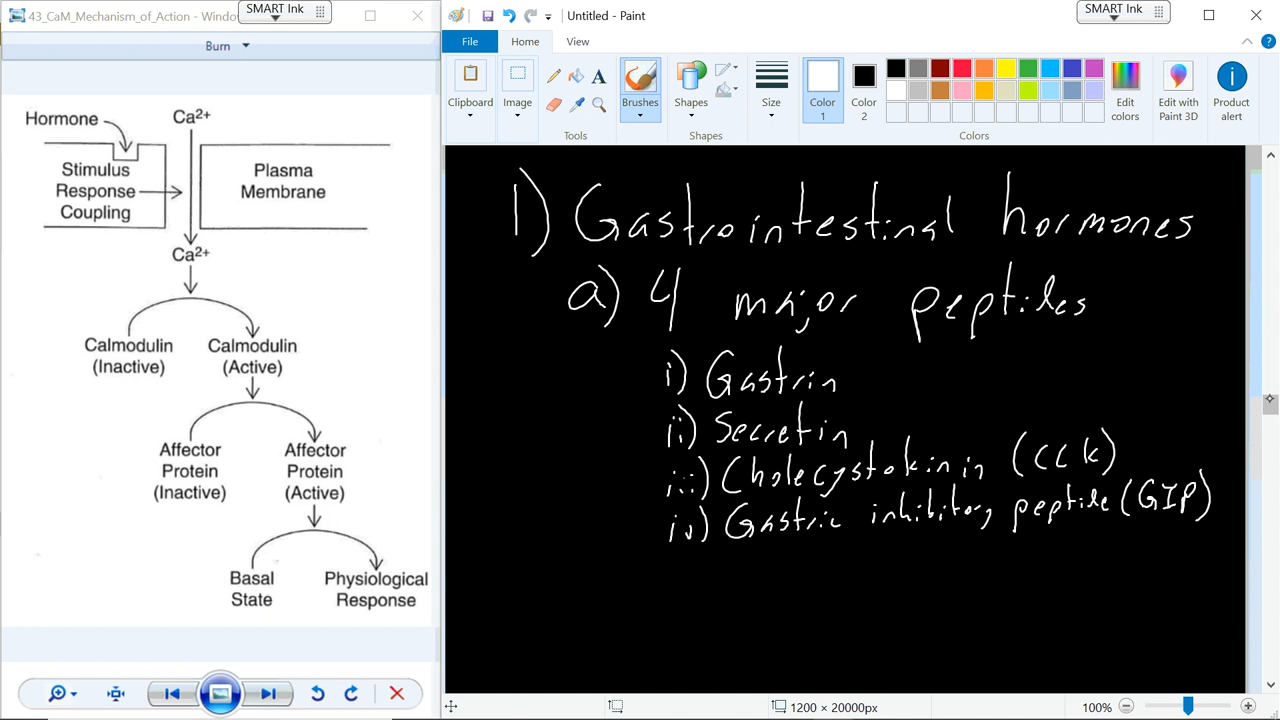 43_CaM_Mechanism_of_Action - Windo
SMART Ink
Burn
Hormone
Ca2+
Stimulus
Response
Coupling
Plasma
Membrane
Ca2+
Calmodulin
(Inactive)
Calmodulin
(Active)
Affector
Protein
(Inactive)
Affector
Protein
(Active)
Basal
State
Physiological
Response
Untitled - Paint
SMART Ink
File
Home
View
Clipboard
Image
Tools
Brushes
Shapes
Shapes
Size
Color
1
Color
2
Edit
colors
Colors
Edit with
Paint 3D
Product
alert
1) Gastrointestinal hormones
a) 4 major peptides
i) Gastrin
ii) Secretin
iii) Cholecystokinin (CCK)
iv) Gastric inhibitory peptide (GIP)
1200 × 20000px
100%